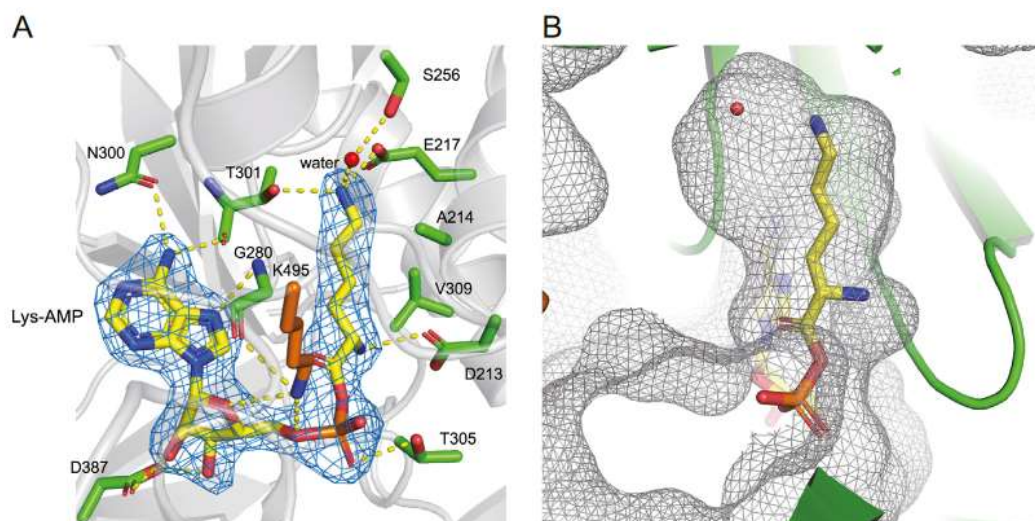 A
B
S256
N300
water
E217
T301
A214
G280
K495
V309
Lys-AMP
D213
T305
D387